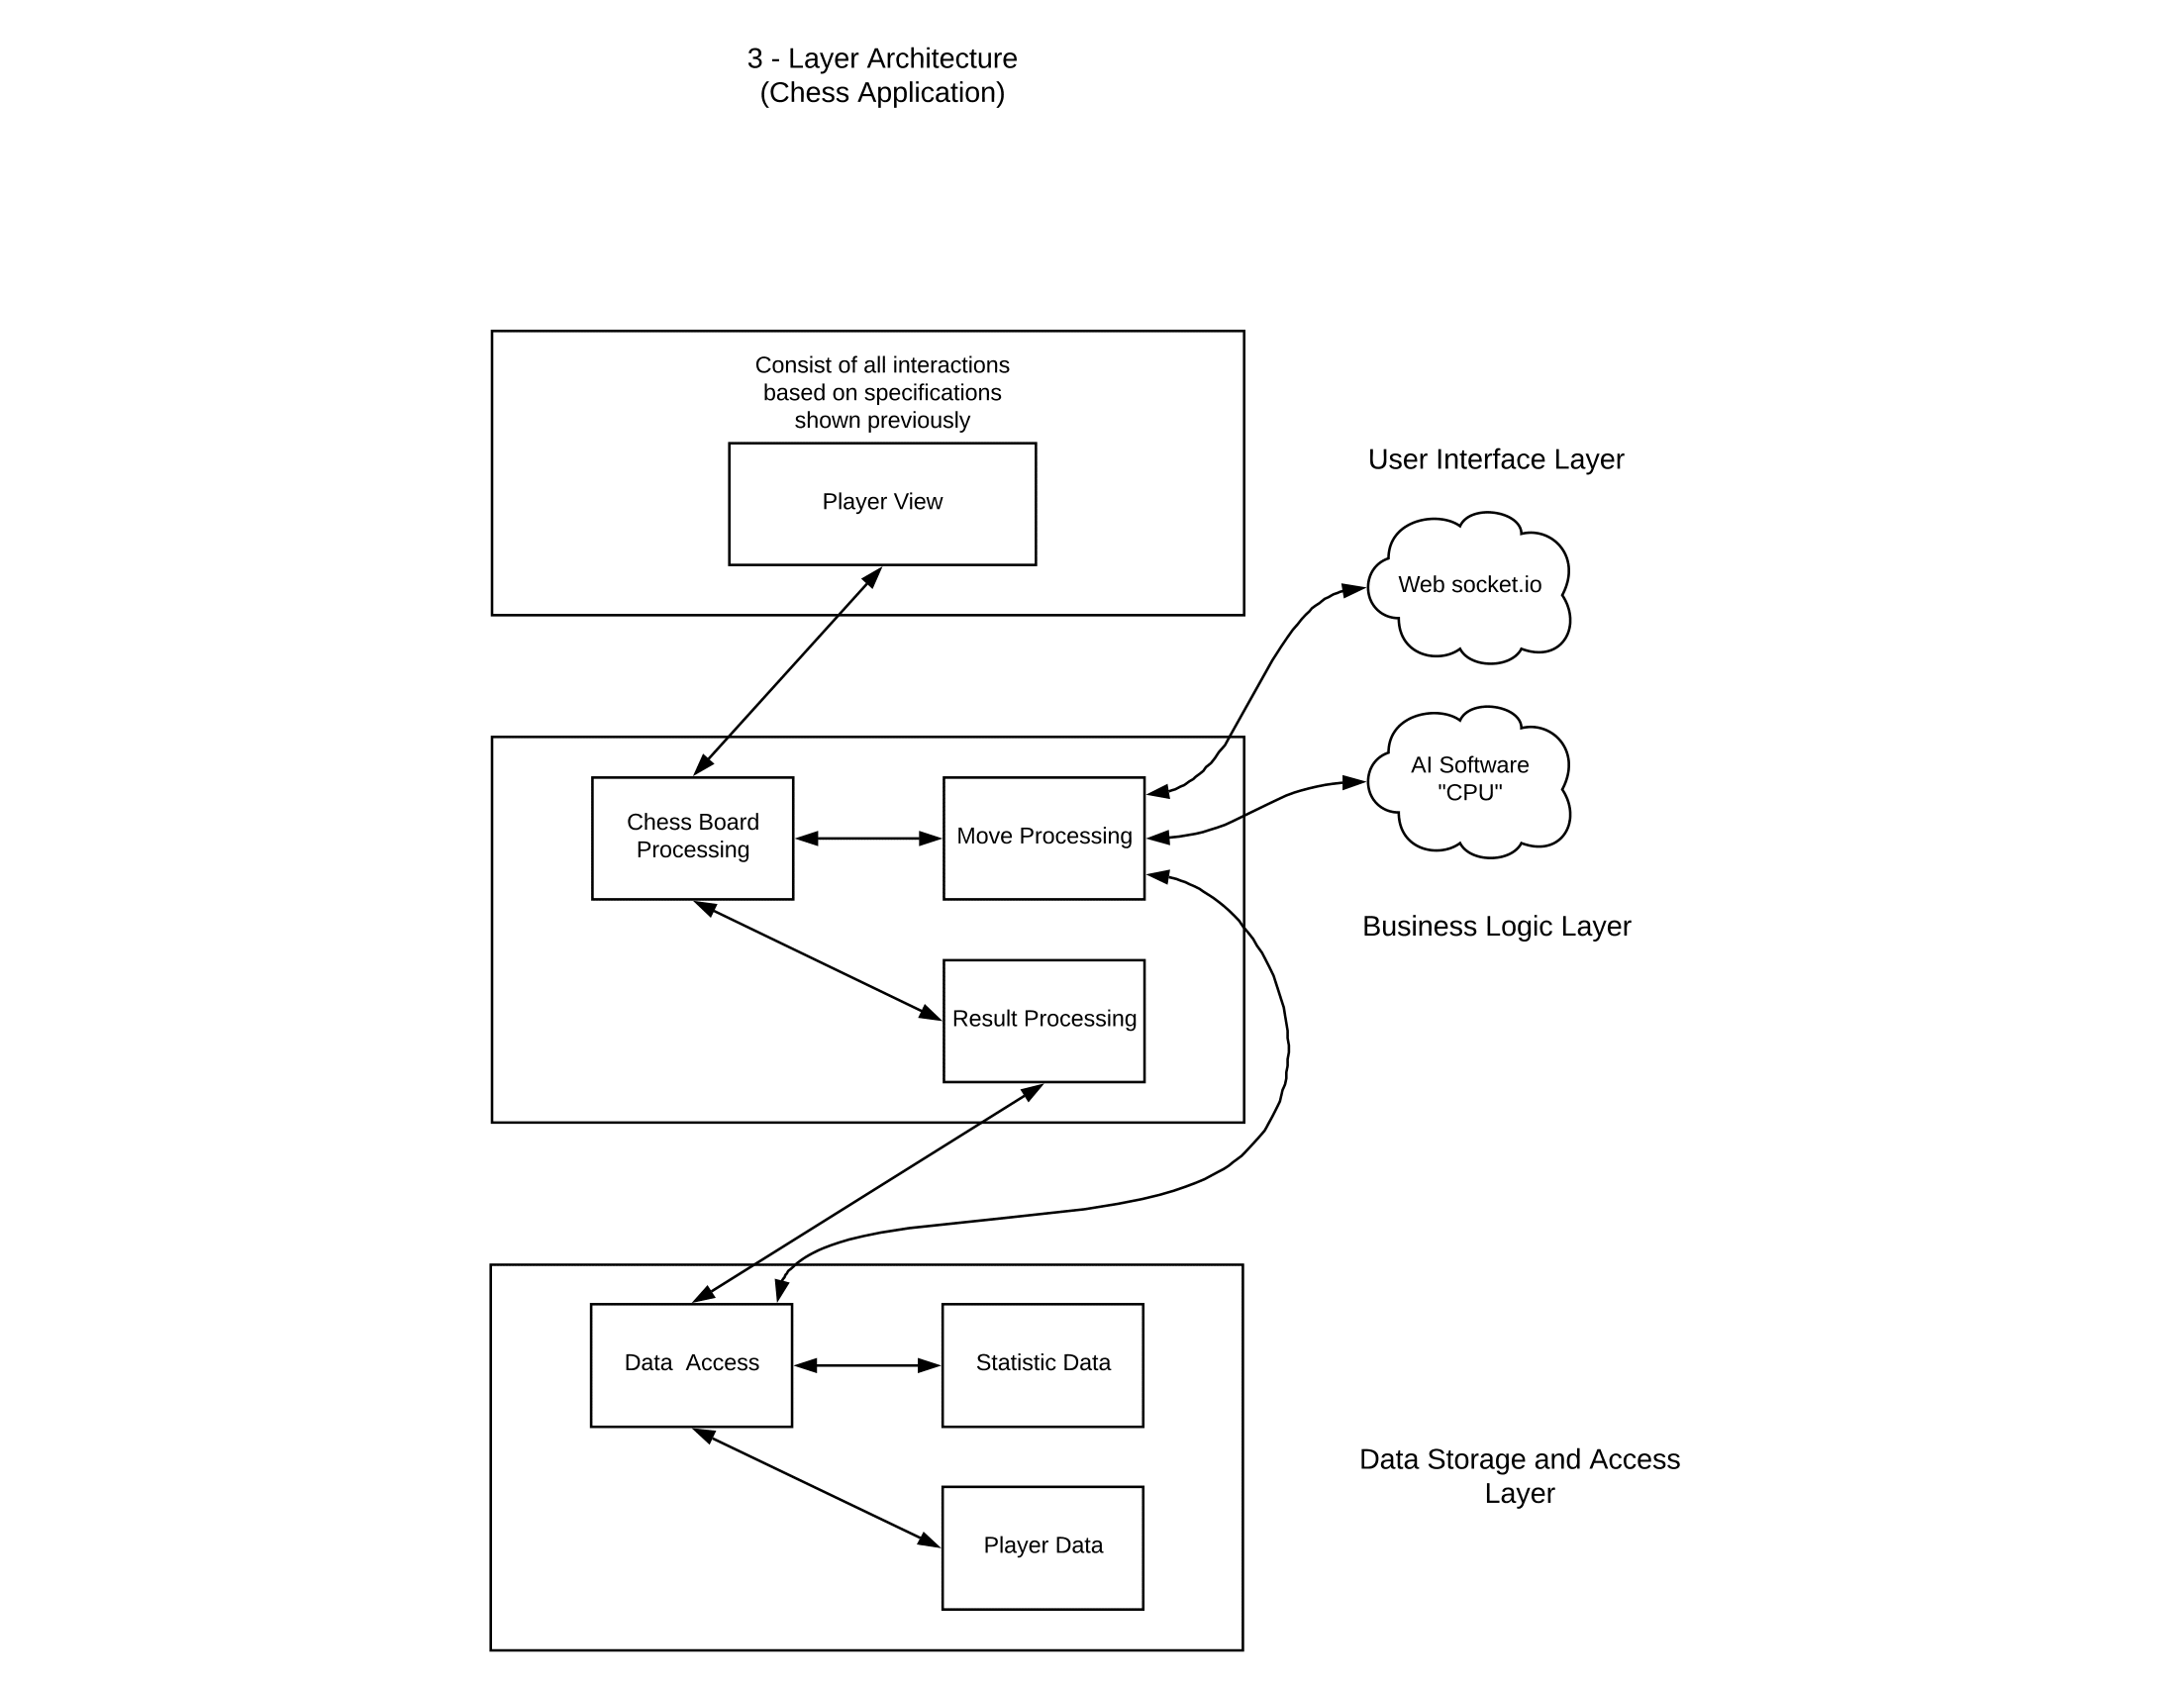 3 - Layer Architecture
(Chess Application)
Consist of all interactions
based on specifications
shown previously
Player View
User Interface Layer
Web socket.io
AI Software
"CPU"
Chess Board
Processing
Move Processing
Business Logic Layer
Result Processing
Data  Access
Statistic Data
Data Storage and Access
Layer
Player Data